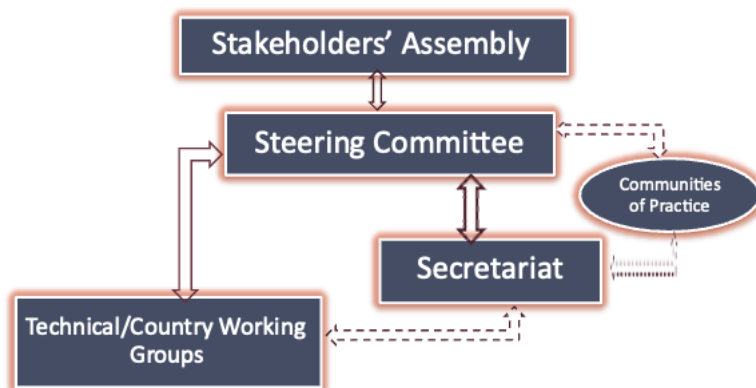 Stakeholders’ Assembly
Steering Committee
Communities
of Practice
Secretariat
Technical/Country Working
Groups